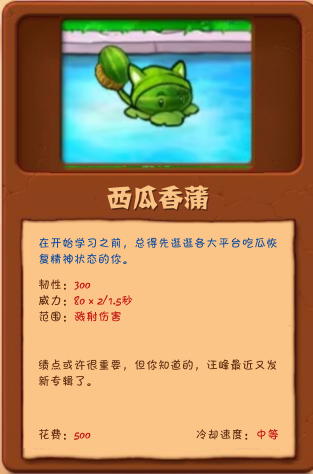 西瓜香蒲
在开始学习之前，总得先逛逛各大平台吃瓜恢
复精神状态的你。
韧性：300
威力：80 × 2/1.5秒
范围：溅射伤害
绩点或许很重要，但你知道的，汪峰最近又发
新专辑了。
花费：500 冷却速度：中等